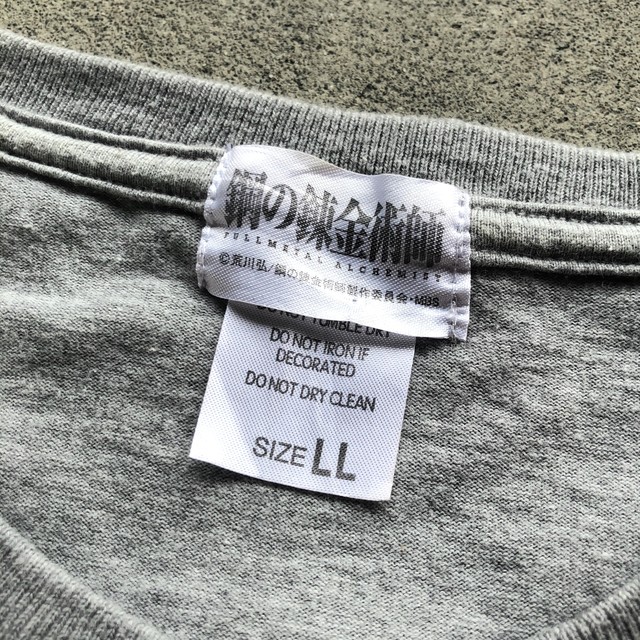 鋼の錬金術師
FULLMETAL ALCHEMIST
©荒川弘/鋼の錬金術師製作委員会・MBS
DO NOT TUMBLE DRY
DO NOT IRON IF
DECORATED
DO NOT DRY CLEAN
SIZE LL